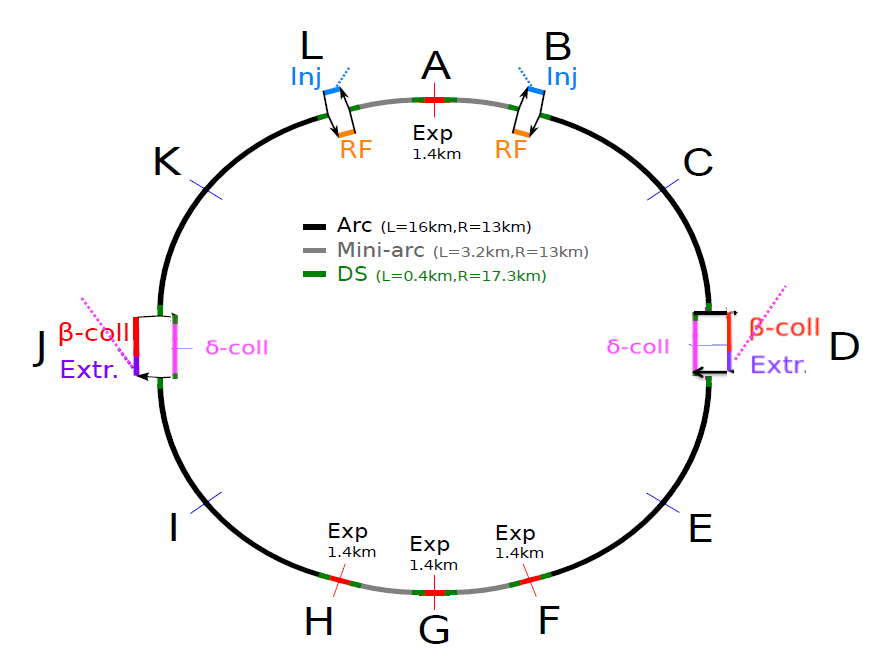 L
A
B
Inj
Inj
RF
Exp
1.4km
RF
K
C
Arc (L=16km,R=13km)
Mini-arc (L=3.2km,R=13km)
DS (L=0.4km,R=17.3km)
J
β-coll
Extr.
δ-coll
δ-coll
β-coll
Extr.
D
I
E
Exp
1.4km
Exp
1.4km
Exp
1.4km
H
G
F